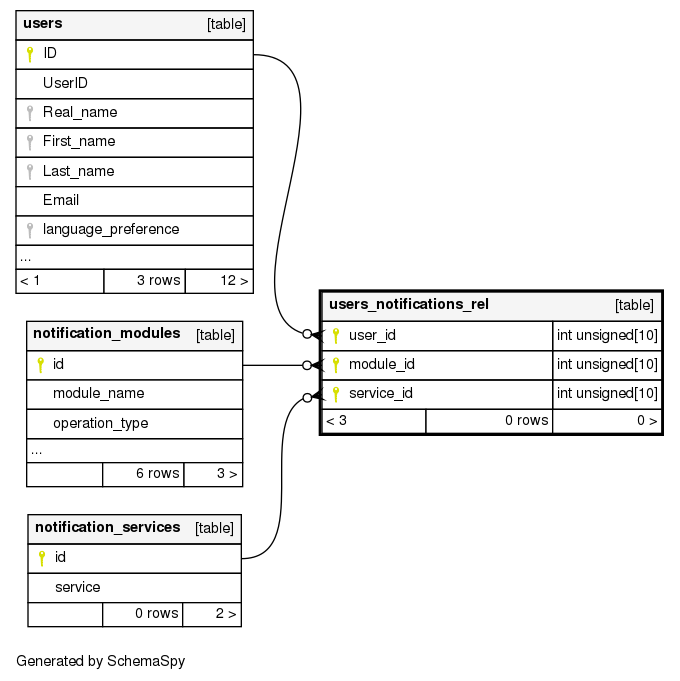 users [table]
ID
UserID
Real_name
First_name
Last_name
Email
language_preference
...
< 1 3 rows 12 >
users_notifications_rel [table]
user_id int unsigned[10]
module_id int unsigned[10]
service_id int unsigned[10]
< 3 0 rows 0 >
notification_modules [table]
id
module_name
operation_type
...
6 rows 3 >
notification_services [table]
id
service
0 rows 2 >
Generated by SchemaSpy